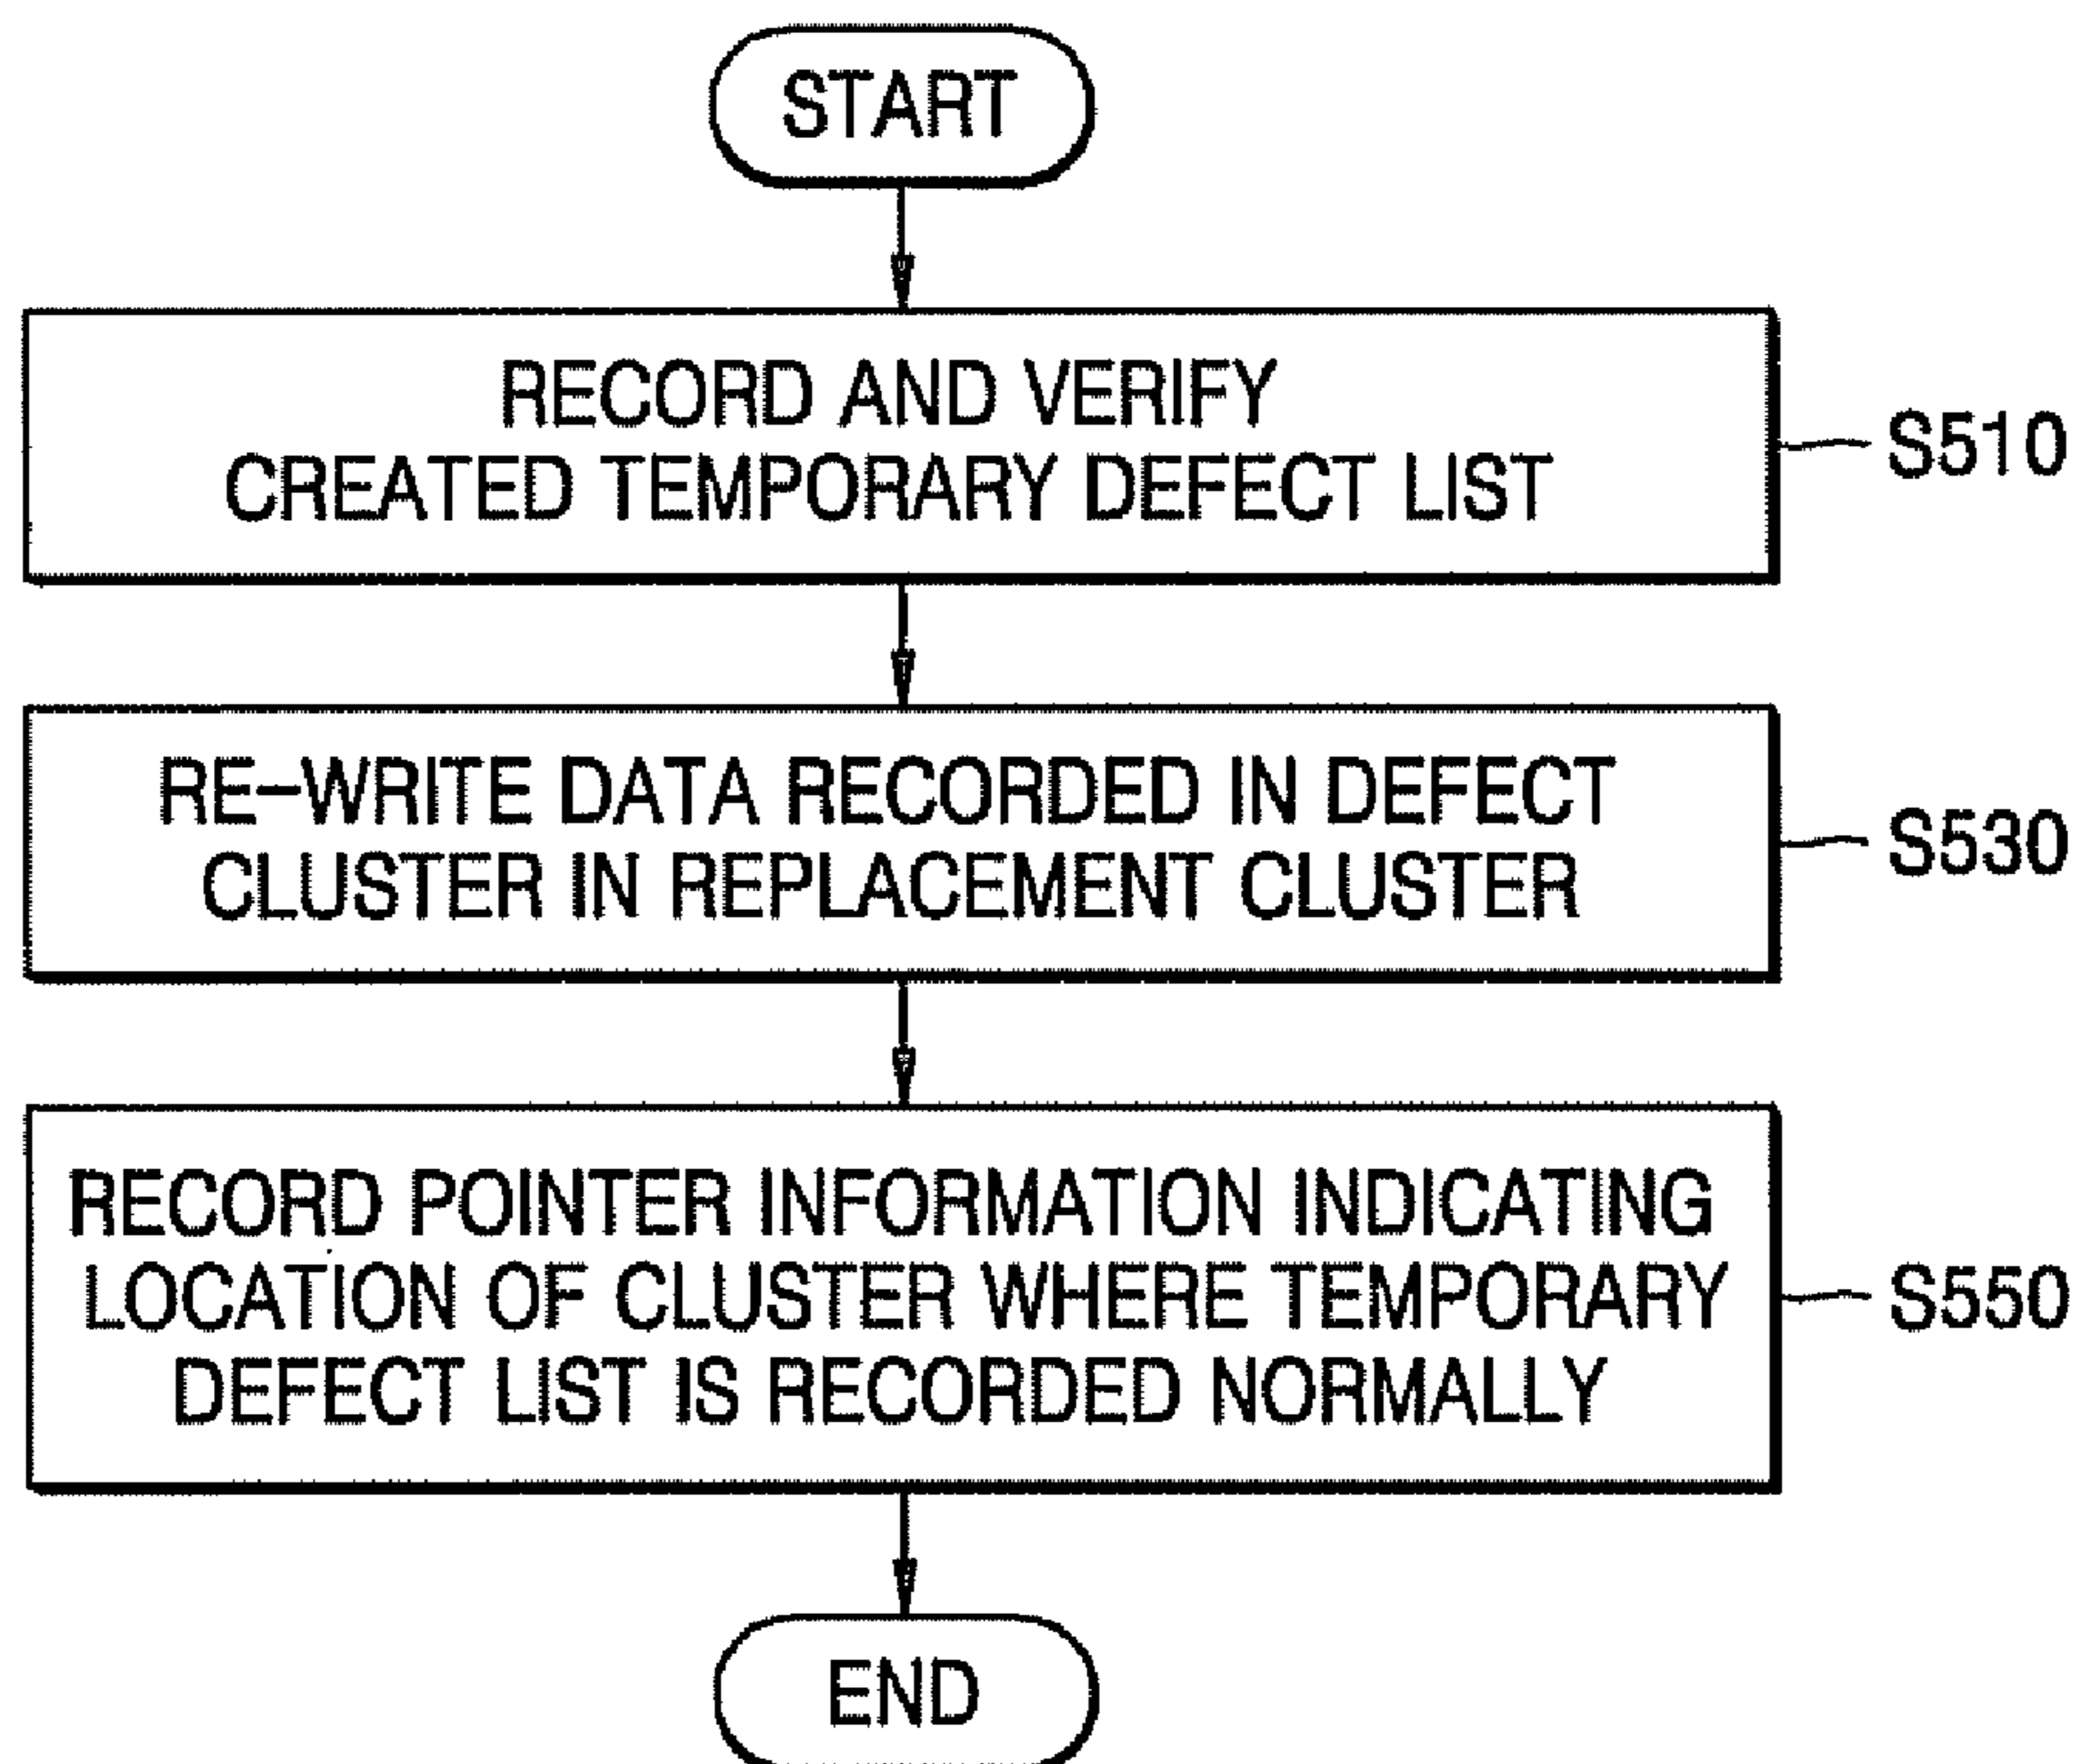 START
RECORD AND VERIFY
CREATED TEMPORARY DEFECT LIST
S510
RE-WRITE DATA RECORDED IN DEFECT
CLUSTER IN REPLACEMENT CLUSTER
S530
RECORD POINTER INFORMATION INDICATING
LOCATION OF CLUSTER WHERE TEMPORARY
DEFECT LIST IS RECORDED NORMALLY
S550
END